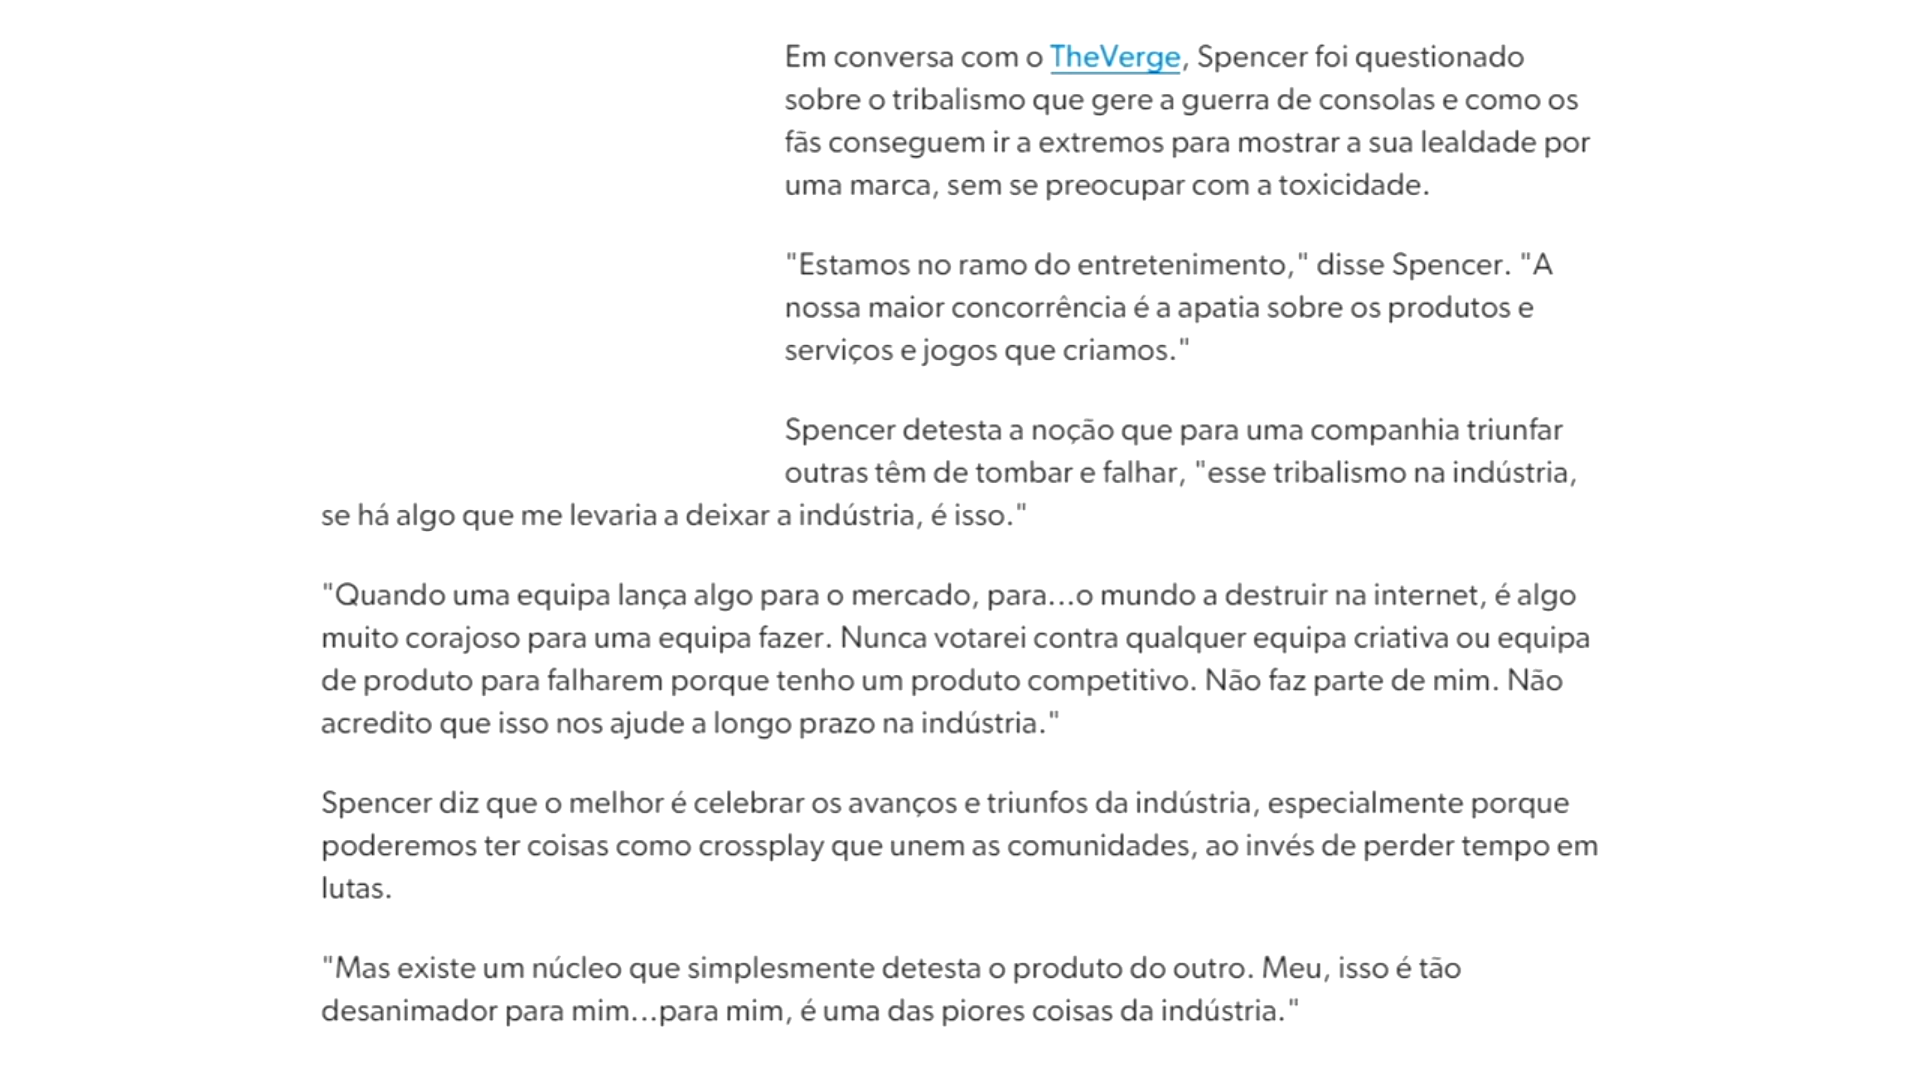 Em conversa com o TheVerge, Spencer foi questionado
sobre o tribalismo que gere a guerra de consolas e como os
fãs conseguem ir a extremos para mostrar a sua lealdade por
uma marca, sem se preocupar com a toxicidade.
"Estamos no ramo do entretenimento," disse Spencer. "A
nossa maior concorrência é a apatia sobre os produtos e
serviços e jogos que criamos."
Spencer detesta a noção que para uma companhia triunfar
outras têm de tombar e falhar, "esse tribalismo na indústria,
se há algo que me levaria a deixar a indústria, é isso."
"Quando uma equipa lança algo para o mercado, para...o mundo a destruir na internet, é algo
muito corajoso para uma equipa fazer. Nunca votarei contra qualquer equipa criativa ou equipa
de produto para falharem porque tenho um produto competitivo. Não faz parte de mim. Não
acredito que isso nos ajude a longo prazo na indústria."
Spencer diz que o melhor é celebrar os avanços e triunfos da indústria, especialmente porque
poderemos ter coisas como crossplay que unem as comunidades, ao invés de perder tempo em
lutas.
"Mas existe um núcleo que simplesmente detesta o produto do outro. Meu, isso é tão
desanimador para mim...para mim, é uma das piores coisas da indústria."